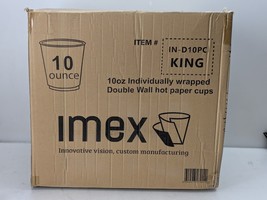 ITEM #
IN-D10PC
KING
10
ounce
10oz Individually wrapped
Double Wall hot paper cups
imex
Innovative vision, custom manufacturing